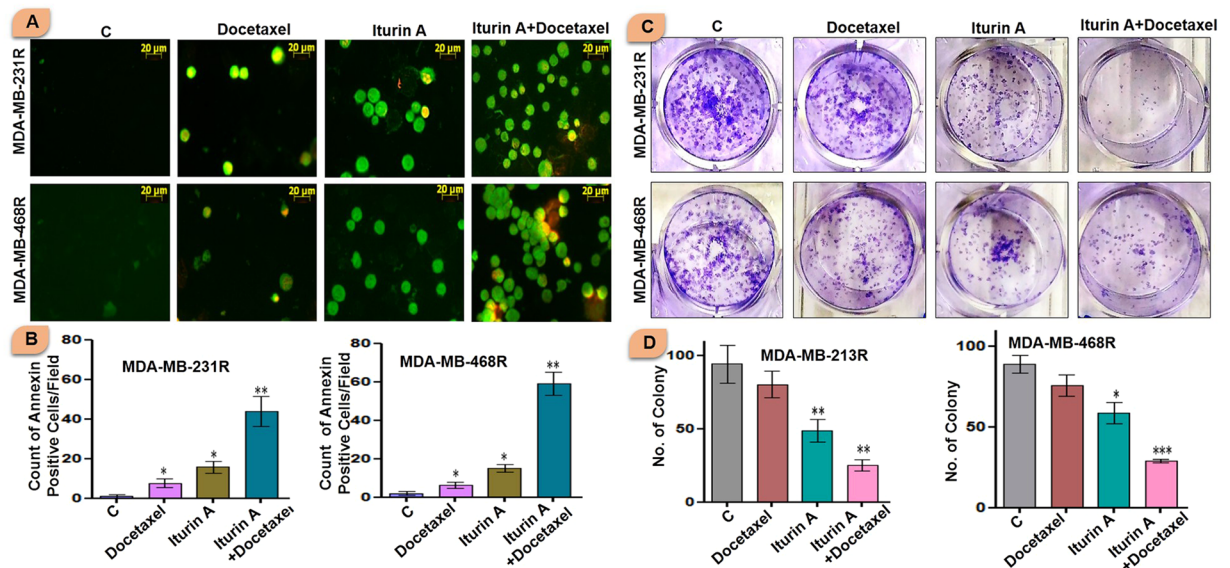 A
C
Docetaxel
Iturin A
Iturin A+Docetaxel
MDA-MB-231R
20 µm
20 µm
20 µm
20 µm
MDA-MB-468R
20 µm
20 µm
20 µm
20 µm
B
MDA-MB-231R
Count of Annexin
Positive Cells/Field
80
60
40
20
0
*
*
**
C
Docetaxel
Iturin A
Iturin A
+Docetaxel
MDA-MB-468R
Count of Annexin
Positive Cells/Field
80
60
40
20
0
*
*
**
C
Docetaxel
Iturin A
Iturin A
+Docetaxel
C
C
Docetaxel
Iturin A
Iturin A+Docetaxel
MDA-MB-231R
MDA-MB-468R
D
MDA-MB-213R
No. of Colony
100
50
0
**
**
C
Docetaxel
Iturin A
Iturin A
+Docetaxel
MDA-MB-468R
No. of Colony
100
50
0
*
***
C
Docetaxel
Iturin A
Iturin A
+Docetaxel